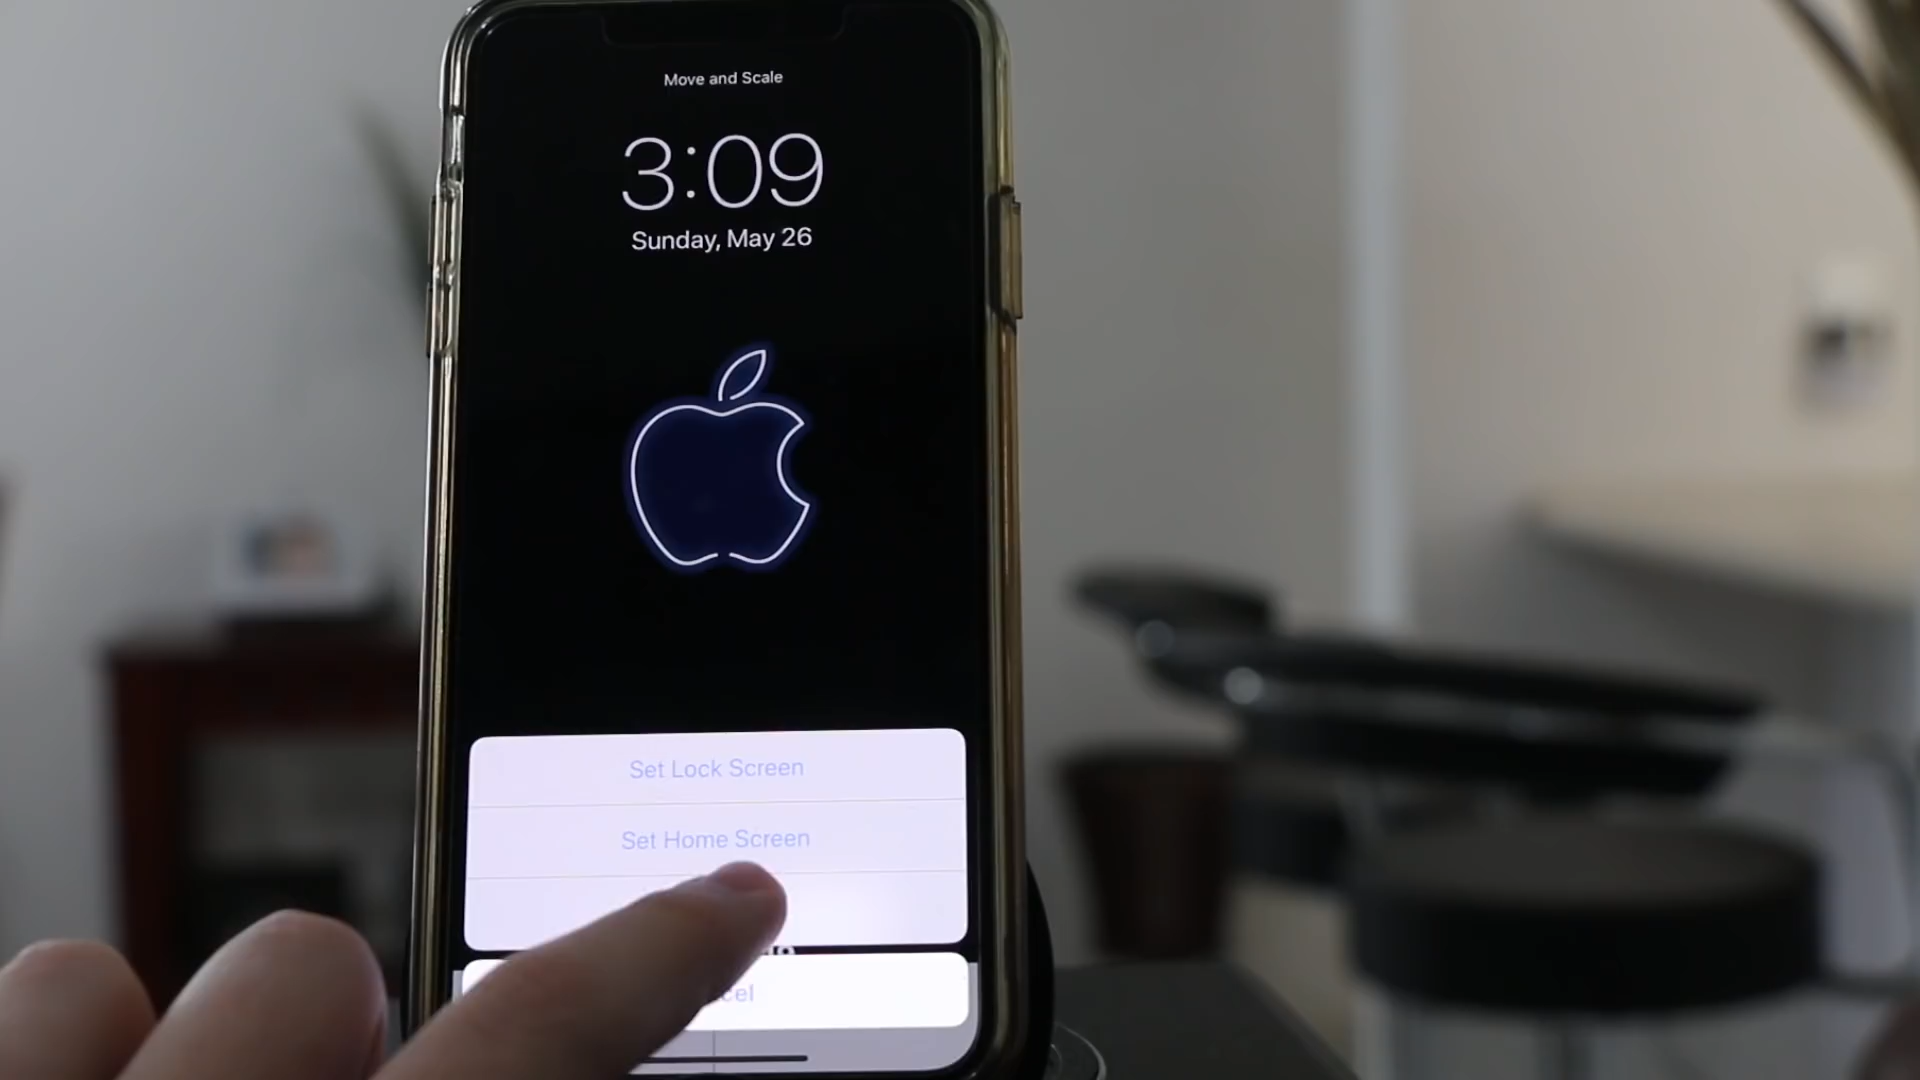 Move and Scale
3:09
Sunday, May 26
Set Lock Screen
Set Home Screen